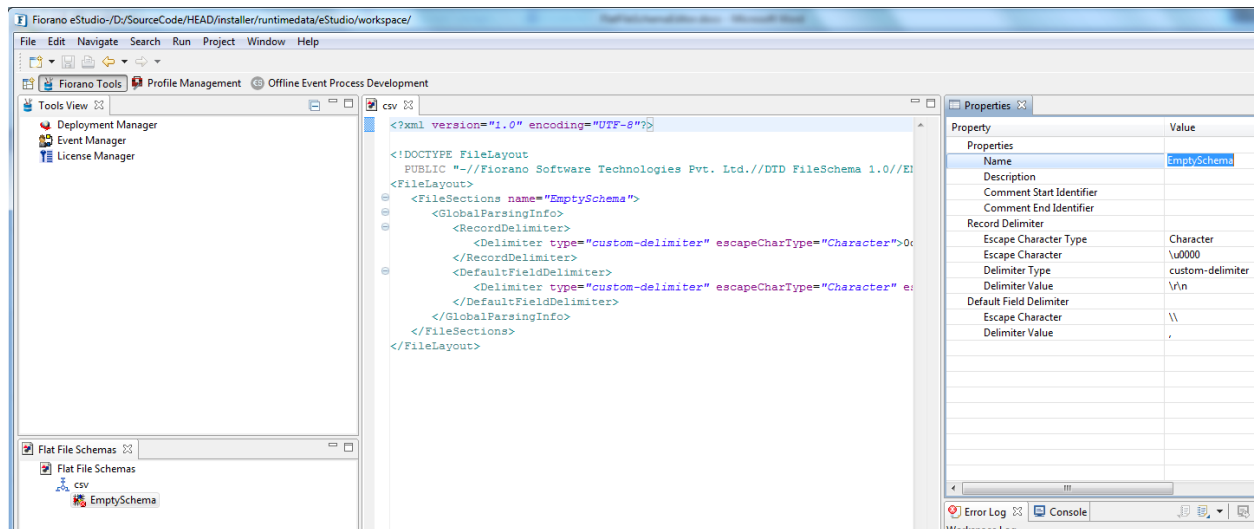 Fiorano eStudio-/D:/SourceCode/HEAD/installer/runtimedata/eStudio/workspace/
File Edit Navigate Search Run Project Window Help
Fiorano Tools Profile Management Offline Event Process Development
Tools View
Deployment Manager
Event Manager
License Manager
csv
<?xml version="1.0" encoding="UTF-8"?>
<!DOCTYPE FileLayout
PUBLIC "-//Fiorano Software Technologies Pvt. Ltd.//DTD FileSchema 1.0//E
<FileLayout>
<FileSections name="EmptySchema">
<GlobalParsingInfo>
<RecordDelimiter>
<Delimiter type="custom-delimiter" escapeCharType="Character">0
</RecordDelimiter>
<DefaultFieldDelimiter>
<Delimiter type="custom-delimiter" escapeCharType="Character" e
</DefaultFieldDelimiter>
</GlobalParsingInfo>
</FileSections>
</FileLayout>
Properties
Property Value
Properties
Name EmptySchema
Description
Comment Start Identifier
Comment End Identifier
Record Delimiter
Escape Character Type Character
Escape Character \u0000
Delimiter Type custom-delimiter
Delimiter Value \r\n
Default Field Delimiter
Escape Character \\
Delimiter Value ,
Flat File Schemas
Flat File Schemas
csv
EmptySchema
Error Log Console